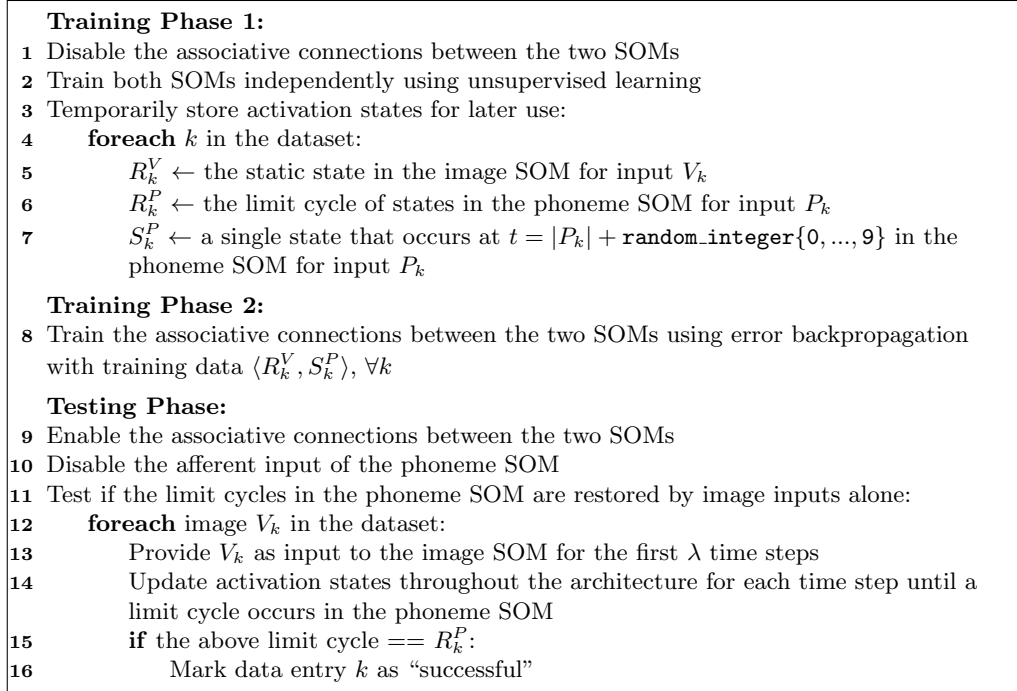 Training Phase 1:
1 Disable the associative connections between the two SOMs
2 Train both SOMs independently using unsupervised learning
3 Temporarily store activation states for later use:
4 foreach k in the dataset:
5 R_k^V ← the static state in the image SOM for input V_k
6 R_k^P ← the limit cycle of states in the phoneme SOM for input P_k
7 S_k^P ← a single state that occurs at t = |P_k| + random_integer{0, ..., 9} in the
phoneme SOM for input P_k
Training Phase 2:
8 Train the associative connections between the two SOMs using error backpropagation
with training data ⟨R_k^V, S_k^P⟩, ∀k
Testing Phase:
9 Enable the associative connections between the two SOMs
10 Disable the afferent input of the phoneme SOM
11 Test if the limit cycles in the phoneme SOM are restored by image inputs alone:
12 foreach image V_k in the dataset:
13 Provide V_k as input to the image SOM for the first λ time steps
14 Update activation states throughout the architecture for each time step until a
limit cycle occurs in the phoneme SOM
15 if the above limit cycle == R_k^P:
16 Mark data entry k as “successful”